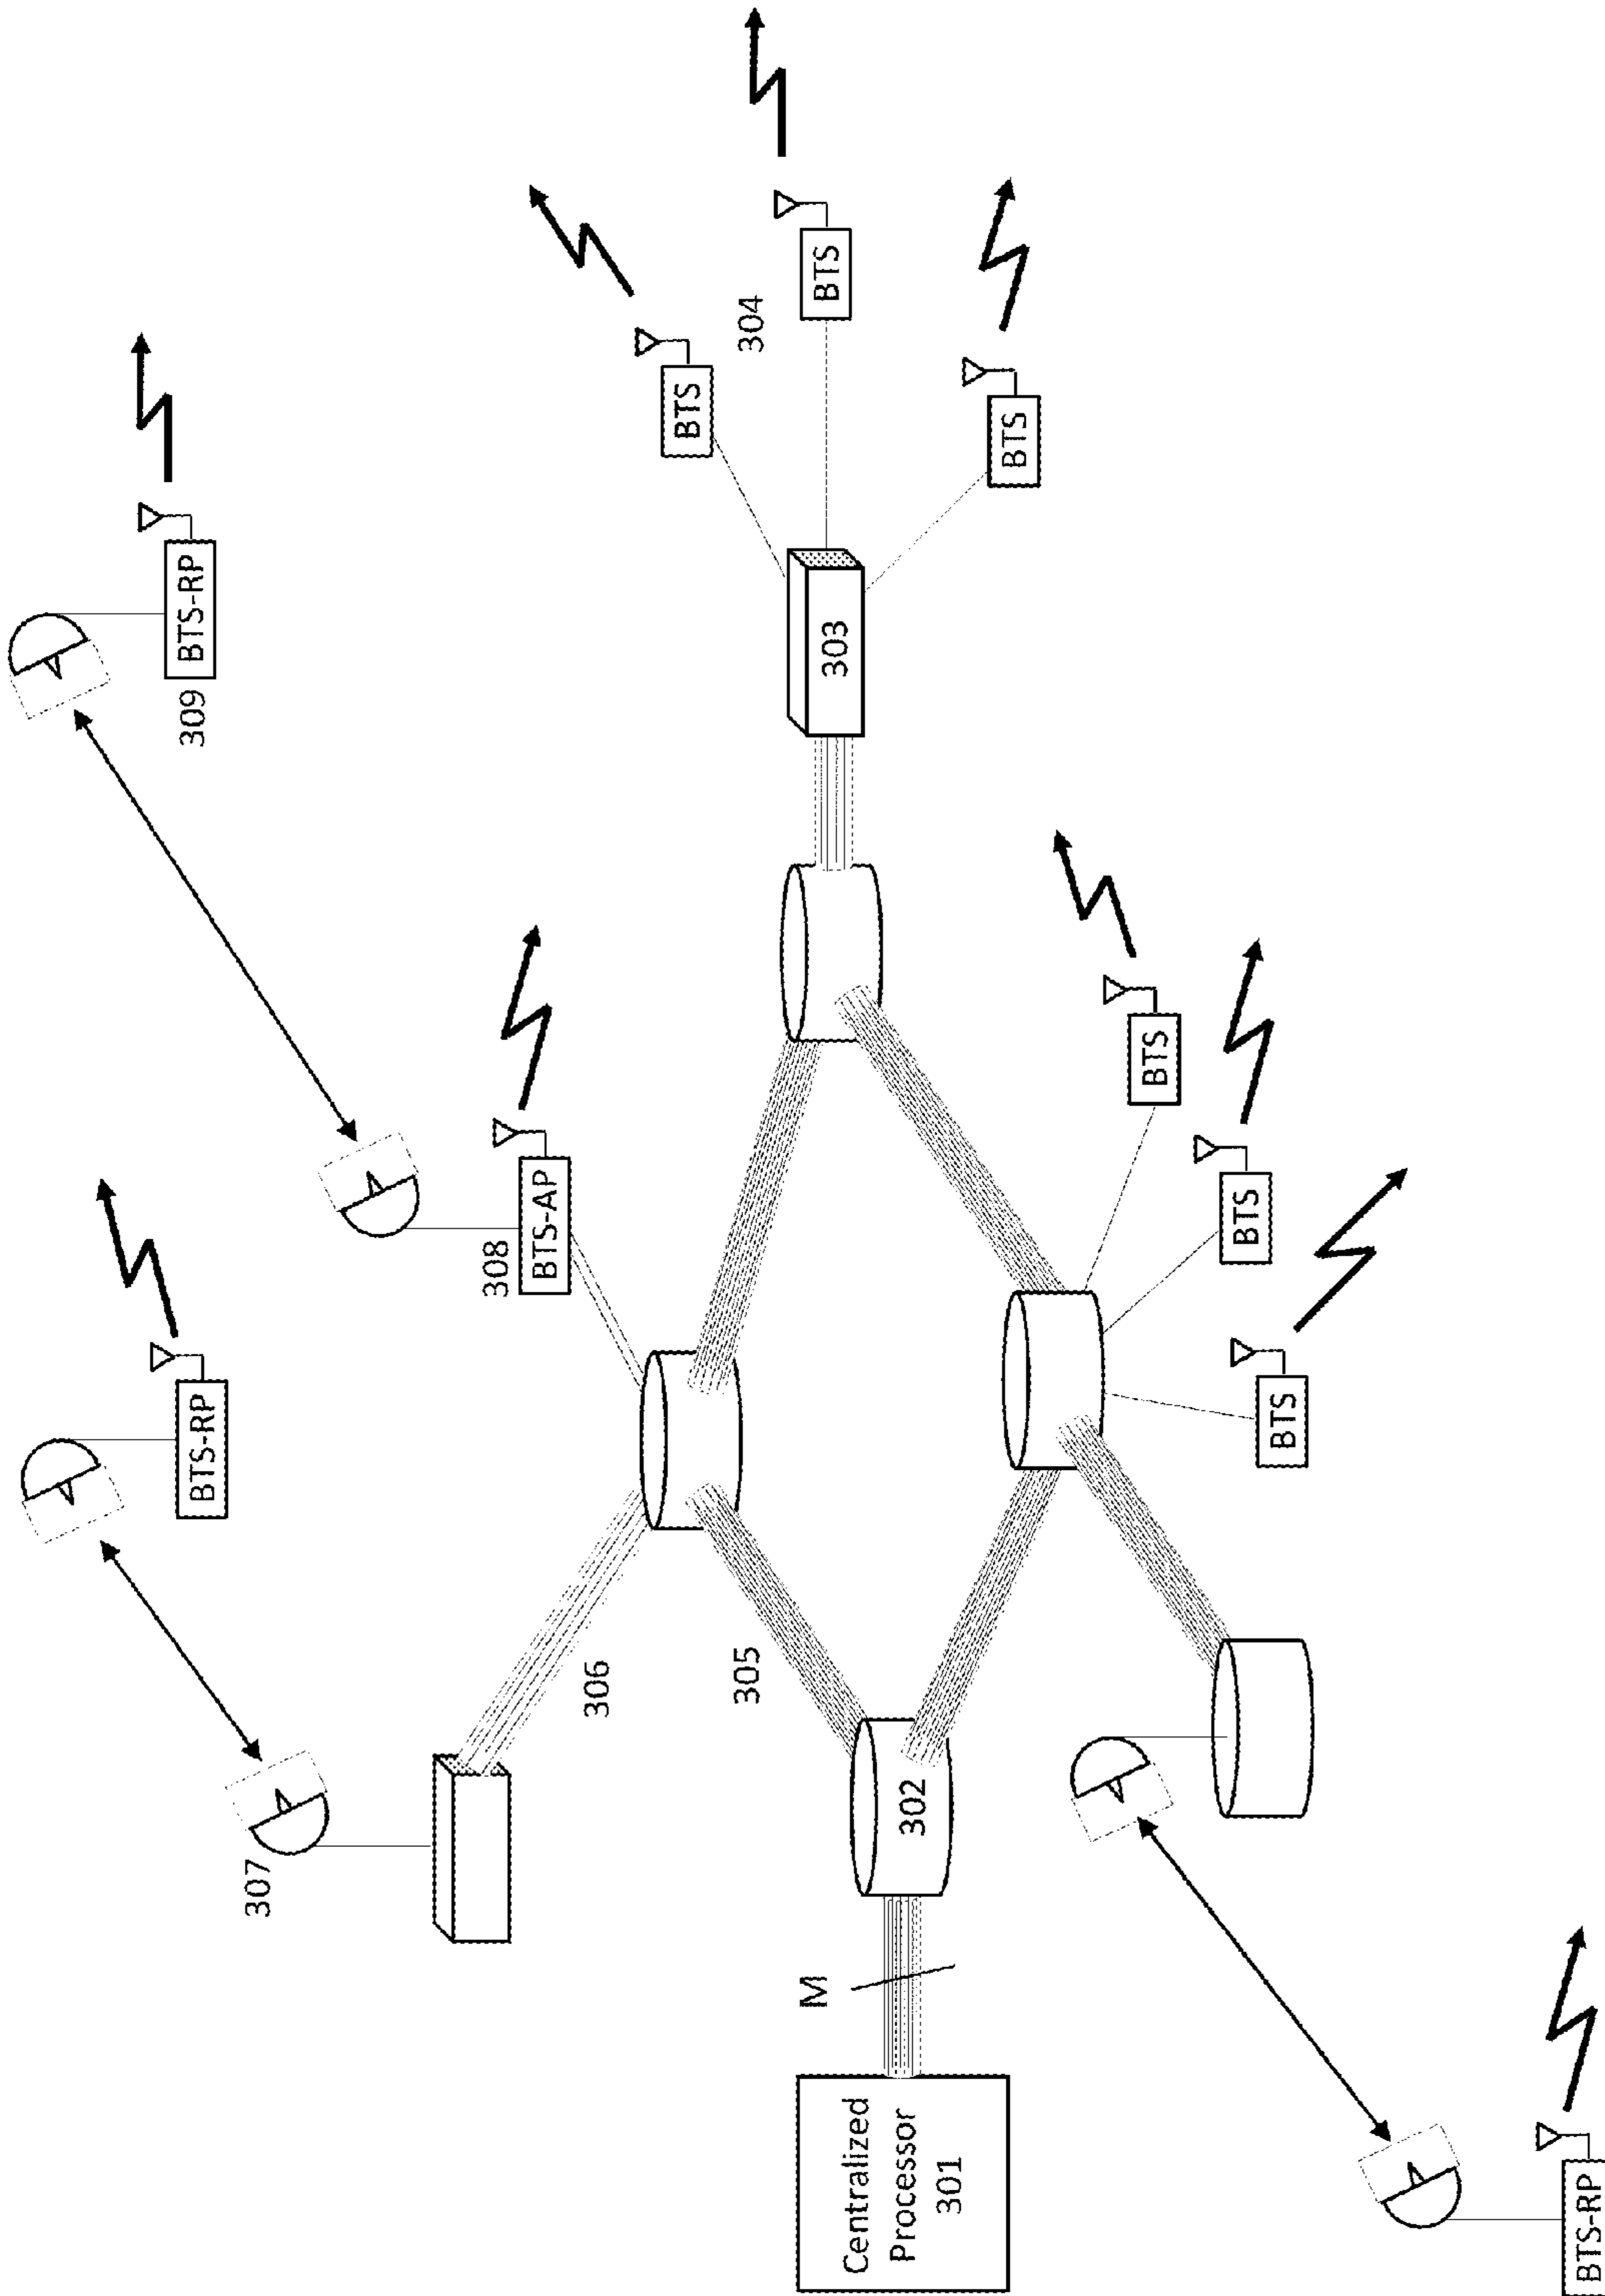 BTS-RP
309
BTS-RP
307
308
BTS-AP
306
BTS
304
305
BTS
M
303
Centralized
Processor
301
302
BTS
BTS
BTS
BTS
BTS-RP